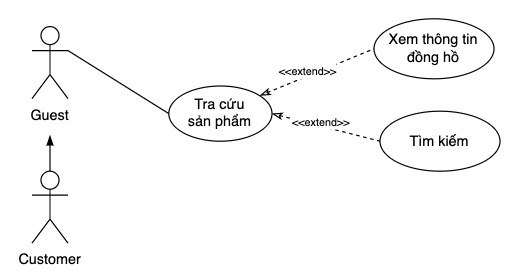 Xem thông tin
đồng hồ
<<extend>>
Guest
Tra cứu
sản phẩm
<<extend>>
Tìm kiếm
Customer